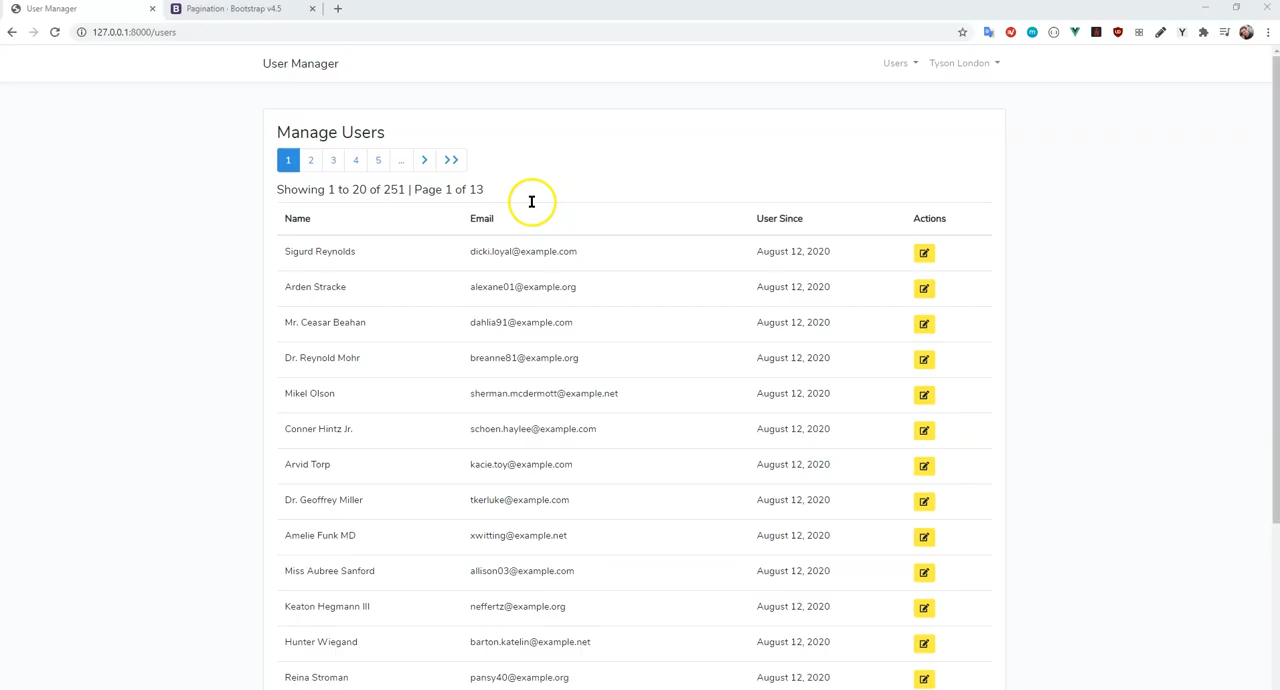 User Manager
Pagination · Bootstrap v4.5
127.0.0.1:8000/users
User Manager
Users
Tyson London
Manage Users
1 2 3 4 5 ...
Showing 1 to 20 of 251 | Page 1 of 13
Name Email User Since Actions
Sigurd Reynolds dicki.loyal@example.com August 12, 2020
Arden Stracke alexane01@example.org August 12, 2020
Mr. Ceasar Beahan dahlia91@example.com August 12, 2020
Dr. Reynold Mohr breanne81@example.org August 12, 2020
Mikel Olson sherman.mcdermott@example.net August 12, 2020
Conner Hintz Jr. schoen.haylee@example.com August 12, 2020
Arvid Torp kacie.toy@example.com August 12, 2020
Dr. Geoffrey Miller tkerluke@example.com August 12, 2020
Amelie Funk MD xwitting@example.net August 12, 2020
Miss Aubree Sanford allison03@example.com August 12, 2020
Keaton Hegmann III neffertz@example.org August 12, 2020
Hunter Wiegand barton.katelin@example.net August 12, 2020
Reina Stroman pansy40@example.org August 12, 2020